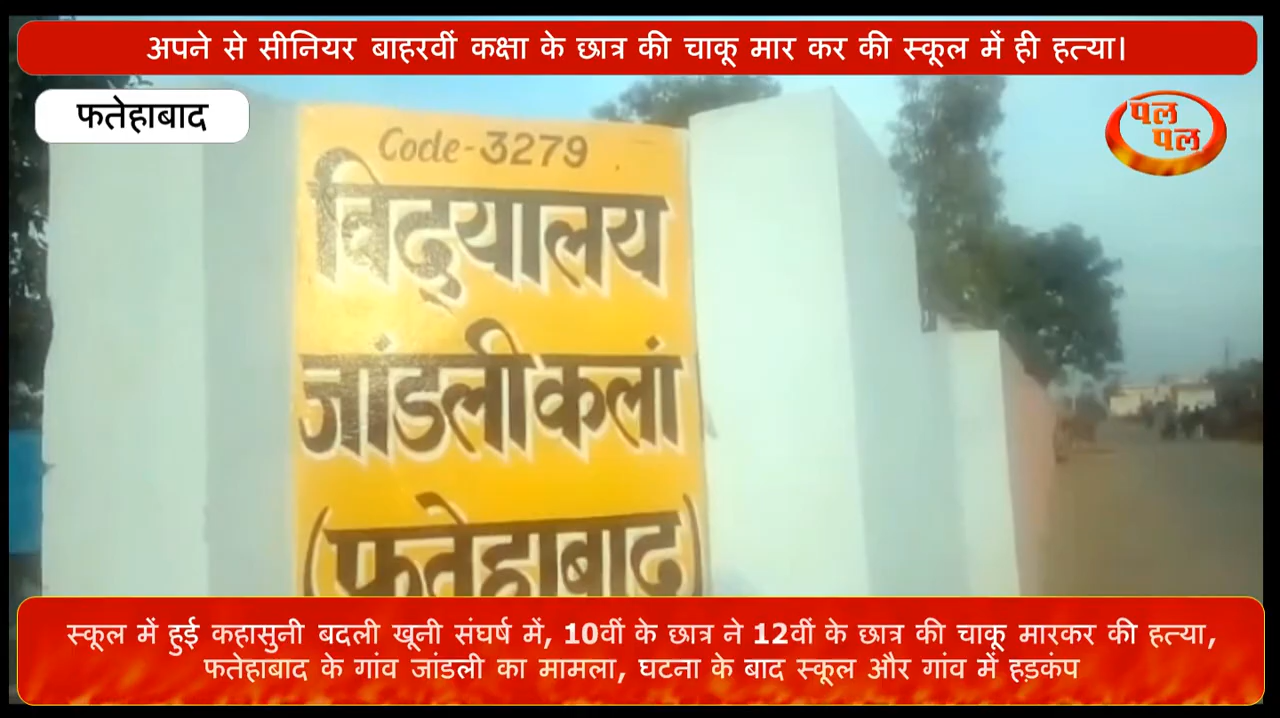 अपने से सीनियर बाहरवीं कक्षा के छात्र की चाकू मार कर की स्कूल में ही हत्या।
फतेहाबाद
पल
पल
Code-3279
विद्यालय
जांडली कलां
(फतेहाबाद)
स्कूल में हुई कहासुनी बदली खूनी संघर्ष में, 10वीं के छात्र ने 12वीं के छात्र की चाकू मारकर की हत्या,
फतेहाबाद के गांव जांडली का मामला, घटना के बाद स्कूल और गांव में हड़कंप